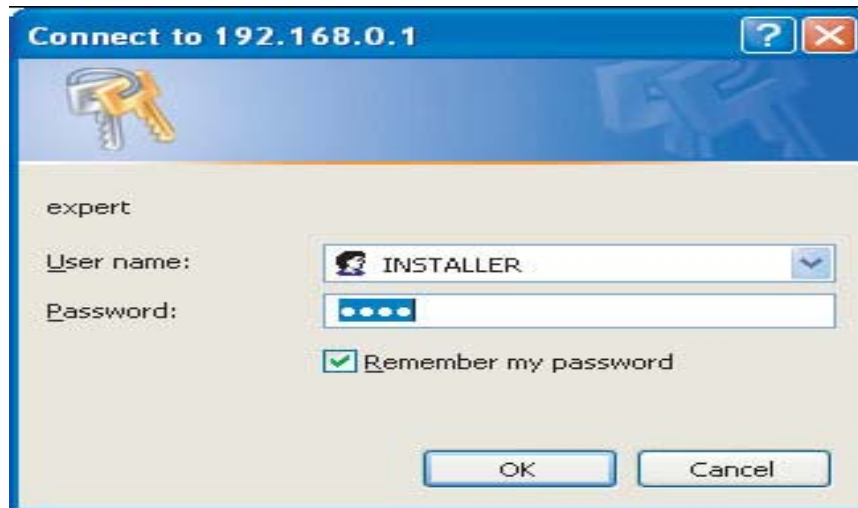 Connect to 192.168.0.1
expert
User name:
INSTALLER
Password:
••••
Remember my password
OK
Cancel